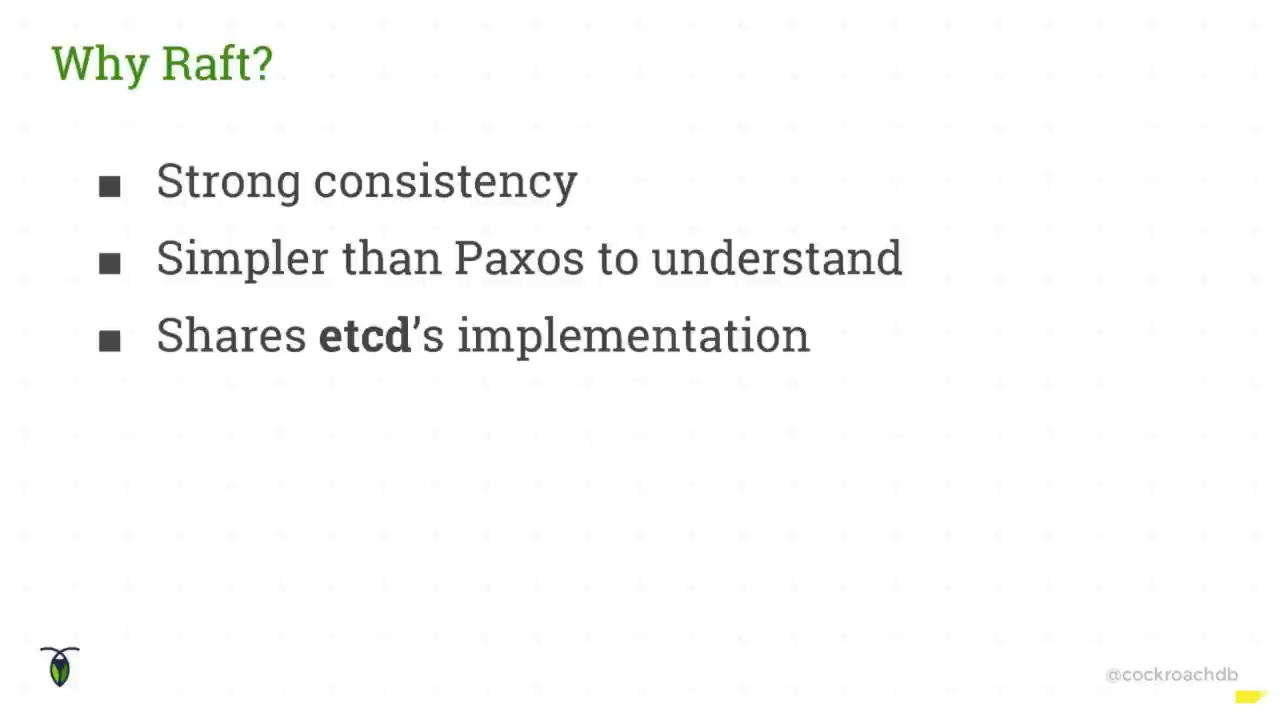 Why Raft?
■ Strong consistency
■ Simpler than Paxos to understand
■ Shares etcd’s implementation
@cockroachdb